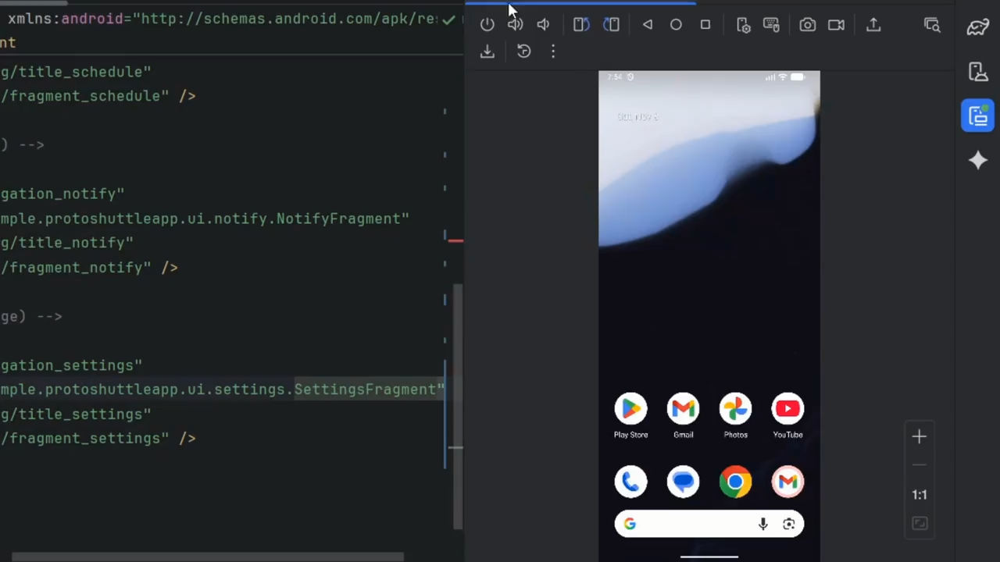 xmlns:android="http://schemas.android.com/apk/re
nt
g/title_schedule"
/fragment_schedule" />
) -->
gation_notify"
mple.protoshuttleapp.ui.notify.NotifyFragment"
g/title_notify"
/fragment_notify" />
ge) -->
gation_settings"
mple.protoshuttleapp.ui.settings.SettingsFragment"
g/title_settings"
/fragment_settings" />
7:54
Play Store
Gmail
Photos
YouTube
1:1